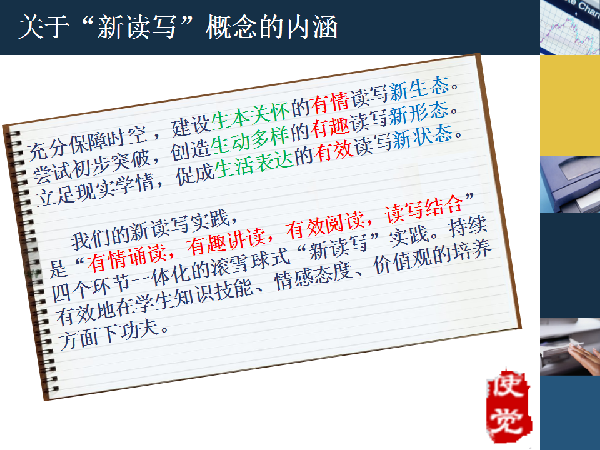 关于“新读写”概念的内涵
充分保障时空，建设生本关怀的有情读写新生态。
尝试初步突破，创造生动多样的有趣读写新形态。
立足现实学情，促成生活表达的有效读写新状态。
我们的新读写实践，
是“有情诵读，有趣讲读，有效阅读，读写结合”
四个环节一体化的滚雪球式“新读写”实践。持续
有效地在学生知识技能、情感态度、价值观的培养
方面下功夫。
使
觉